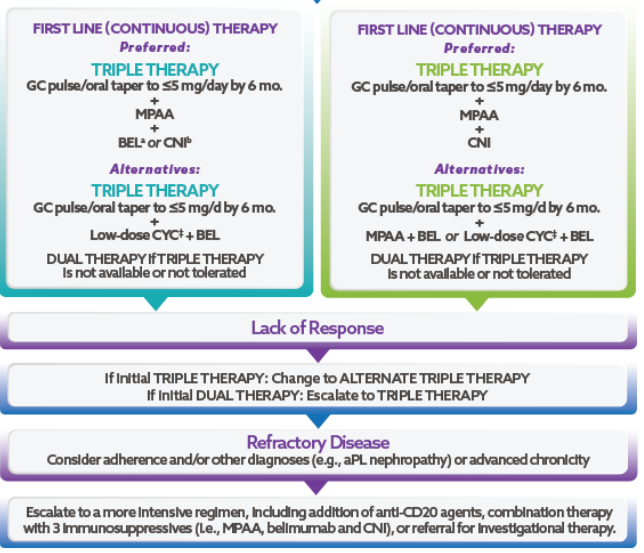 FIRST LINE (CONTINUOUS) THERAPY
Preferred:
TRIPLE THERAPY
GC pulse/oral taper to ≤5 mg/day by 6 mo.
+
MPAA
+
BELᵃ or CNIᵇ
Alternatives:
TRIPLE THERAPY
GC pulse/oral taper to ≤5 mg/d by 6 mo.
+
Low-dose CYC‡ + BEL
DUAL THERAPY if TRIPLE THERAPY
is not available or not tolerated
FIRST LINE (CONTINUOUS) THERAPY
Preferred:
TRIPLE THERAPY
GC pulse/oral taper to ≤5 mg/day by 6 mo.
+
MPAA
+
CNI
Alternatives:
TRIPLE THERAPY
GC pulse/oral taper to ≤5 mg/d by 6 mo.
+
MPAA + BEL or Low-dose CYC‡ + BEL
DUAL THERAPY if TRIPLE THERAPY
is not available or not tolerated
Lack of Response
If initial TRIPLE THERAPY: Change to ALTERNATE TRIPLE THERAPY
If initial DUAL THERAPY: Escalate to TRIPLE THERAPY
Refractory Disease
Consider adherence and/or other diagnoses (e.g., aPL nephropathy) or advanced chronicity
Escalate to a more intensive regimen, including addition of anti-CD20 agents, combination therapy
with 3 immunosuppressives (i.e., MPAA, belimumab and CNI), or referral for investigational therapy.